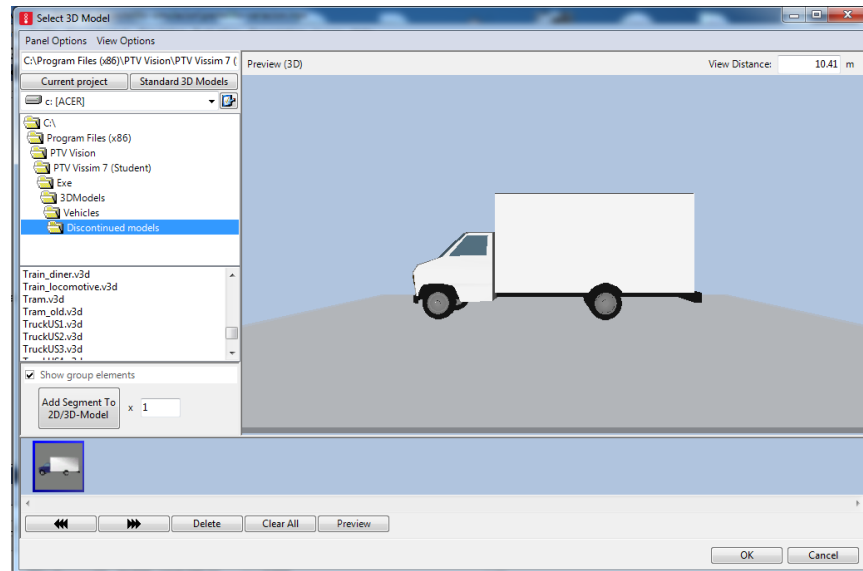 Select 3D Model
Panel Options View Options
C:\Program Files (x86)\PTV Vision\PTV Vissim 7 (
Current project Standard 3D Models
c: [ACER]
C:\
Program Files (x86)
PTV Vision
PTV Vissim 7 (Student)
Exe
3DModels
Vehicles
Discontinued models
Train_diner.v3d
Train_locomotive.v3d
Tram.v3d
Tram_old.v3d
TruckUS1.v3d
TruckUS2.v3d
TruckUS3.v3d
Show group elements
Add Segment To
2D/3D-Model
x 1
Preview (3D) View Distance: 10.41 m
Delete Clear All Preview
OK Cancel